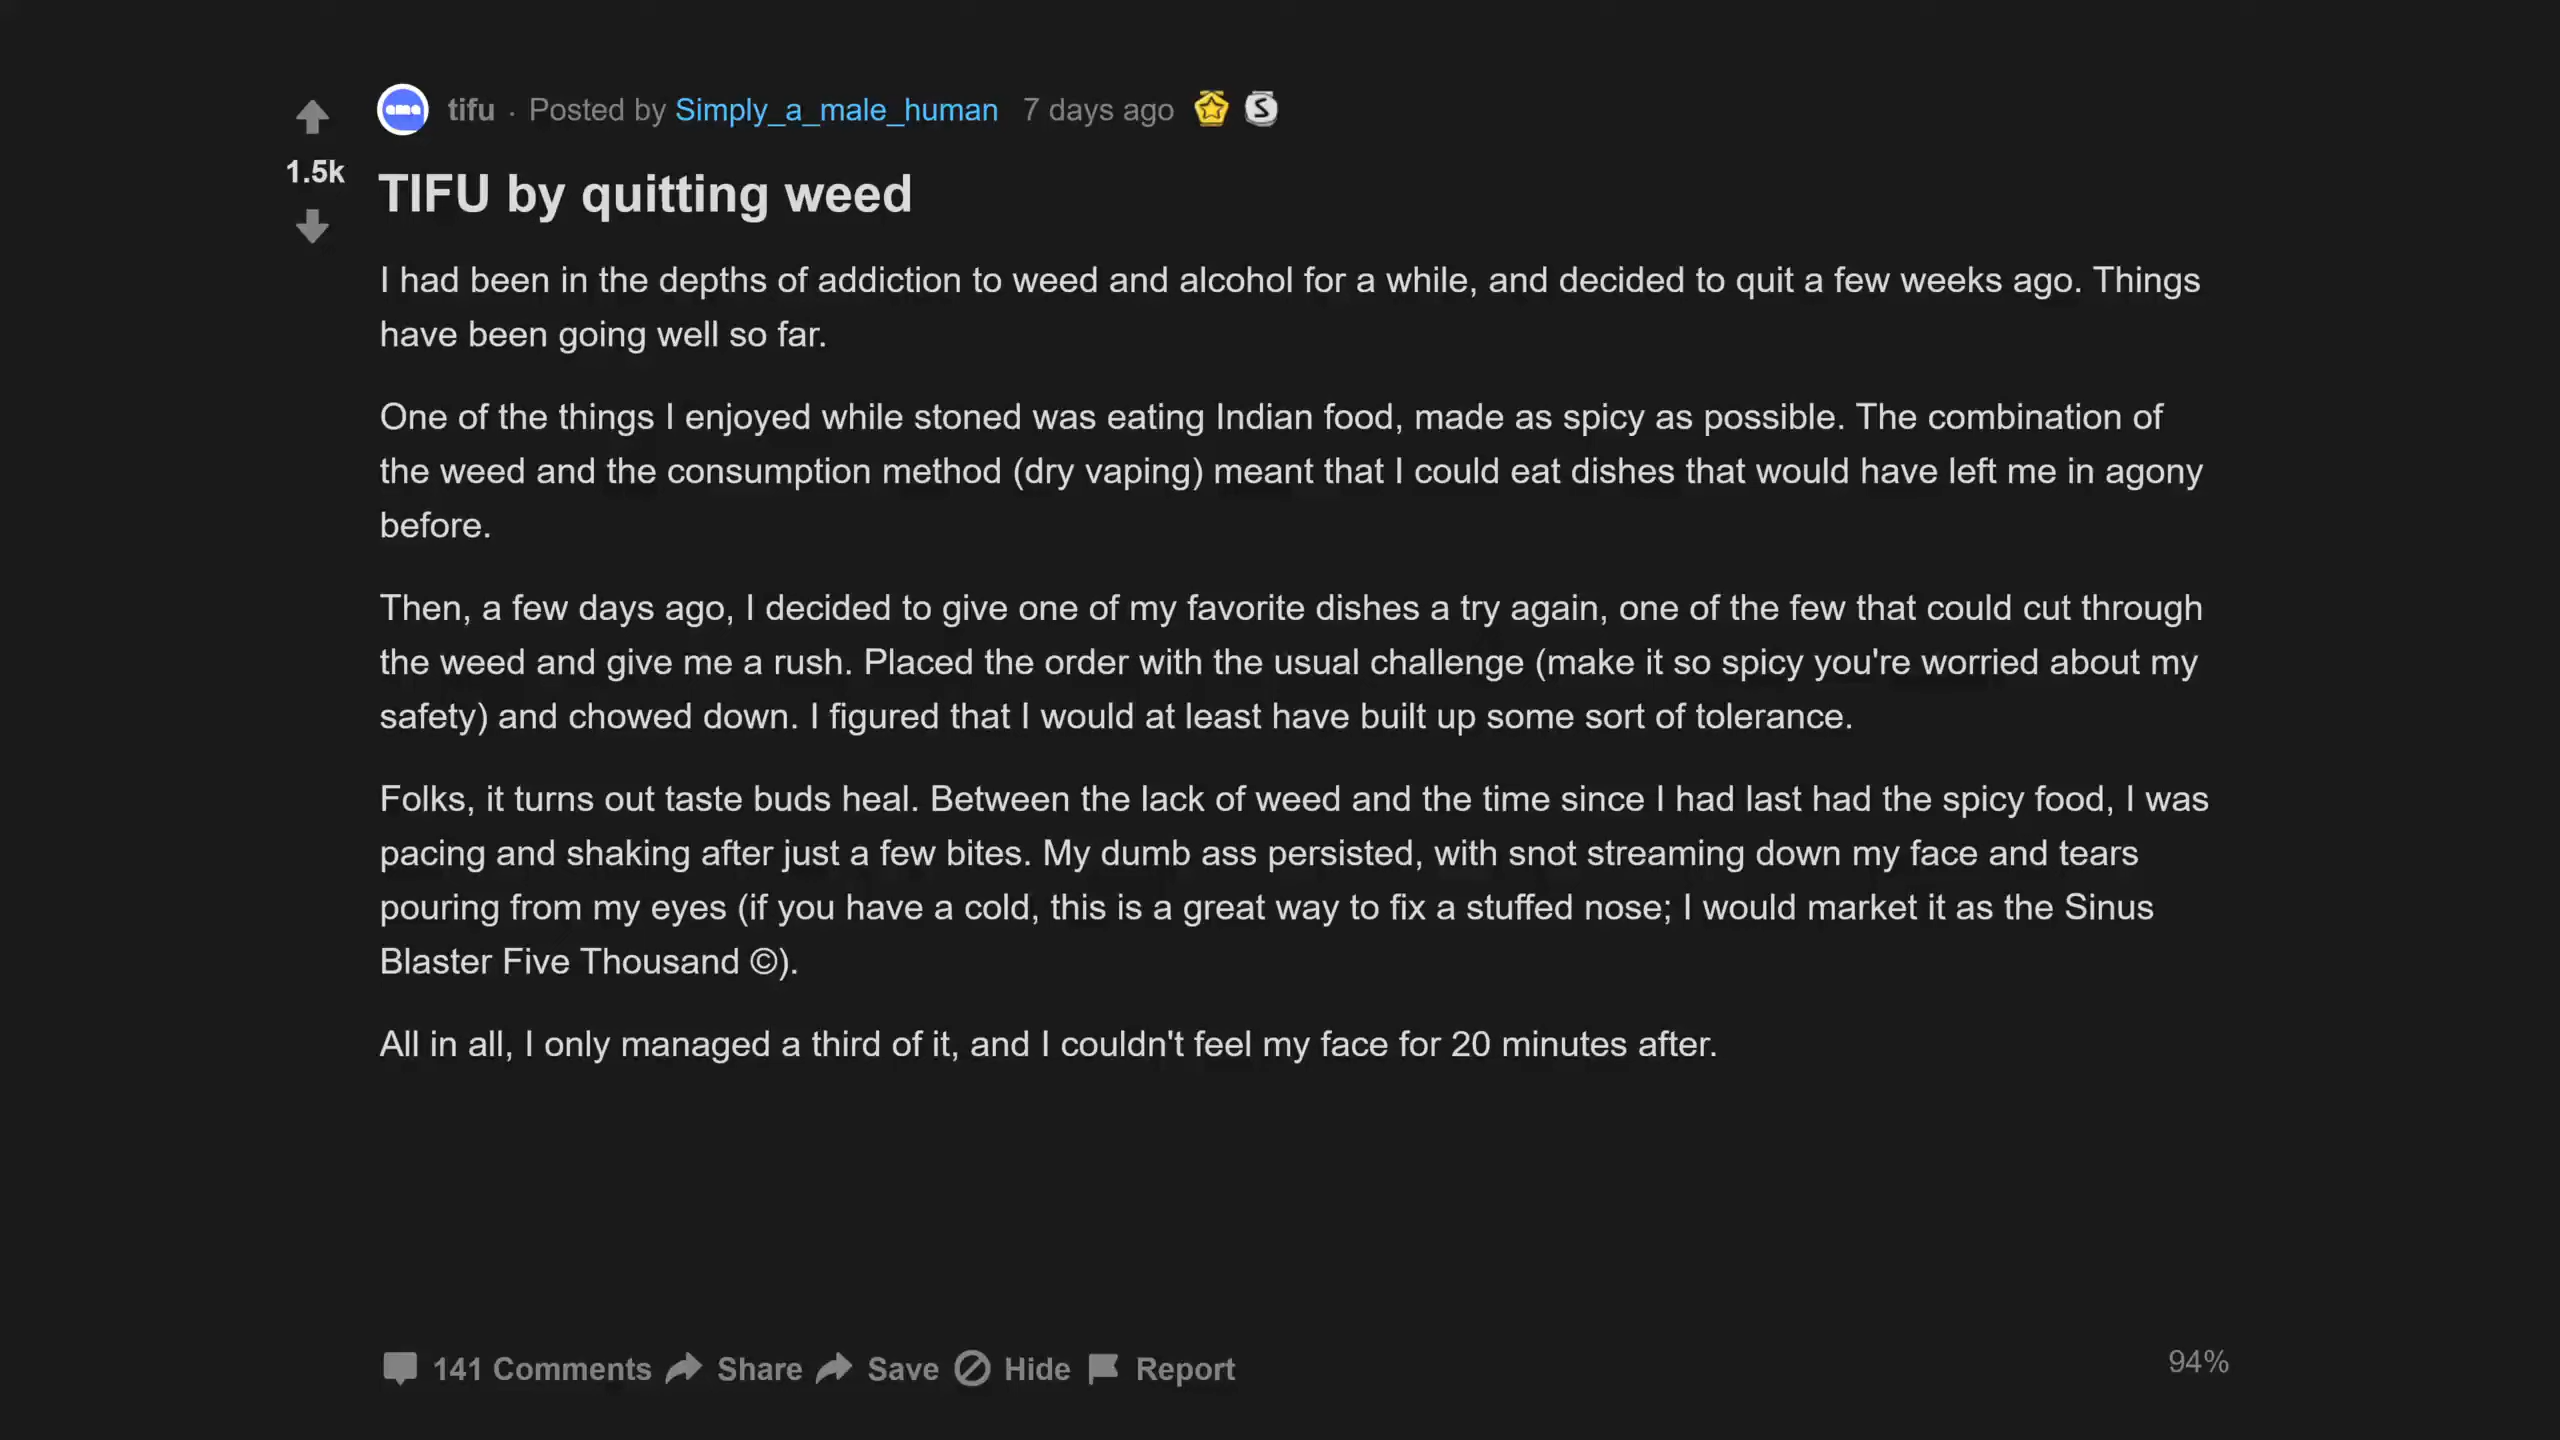 tifu · Posted by Simply_a_male_human 7 days ago
1.5k
TIFU by quitting weed
I had been in the depths of addiction to weed and alcohol for a while, and decided to quit a few weeks ago. Things
have been going well so far.
One of the things I enjoyed while stoned was eating Indian food, made as spicy as possible. The combination of
the weed and the consumption method (dry vaping) meant that I could eat dishes that would have left me in agony
before.
Then, a few days ago, I decided to give one of my favorite dishes a try again, one of the few that could cut through
the weed and give me a rush. Placed the order with the usual challenge (make it so spicy you're worried about my
safety) and chowed down. I figured that I would at least have built up some sort of tolerance.
Folks, it turns out taste buds heal. Between the lack of weed and the time since I had last had the spicy food, I was
pacing and shaking after just a few bites. My dumb ass persisted, with snot streaming down my face and tears
pouring from my eyes (if you have a cold, this is a great way to fix a stuffed nose; I would market it as the Sinus
Blaster Five Thousand ©).
All in all, I only managed a third of it, and I couldn't feel my face for 20 minutes after.
141 Comments Share Save Hide Report
94%